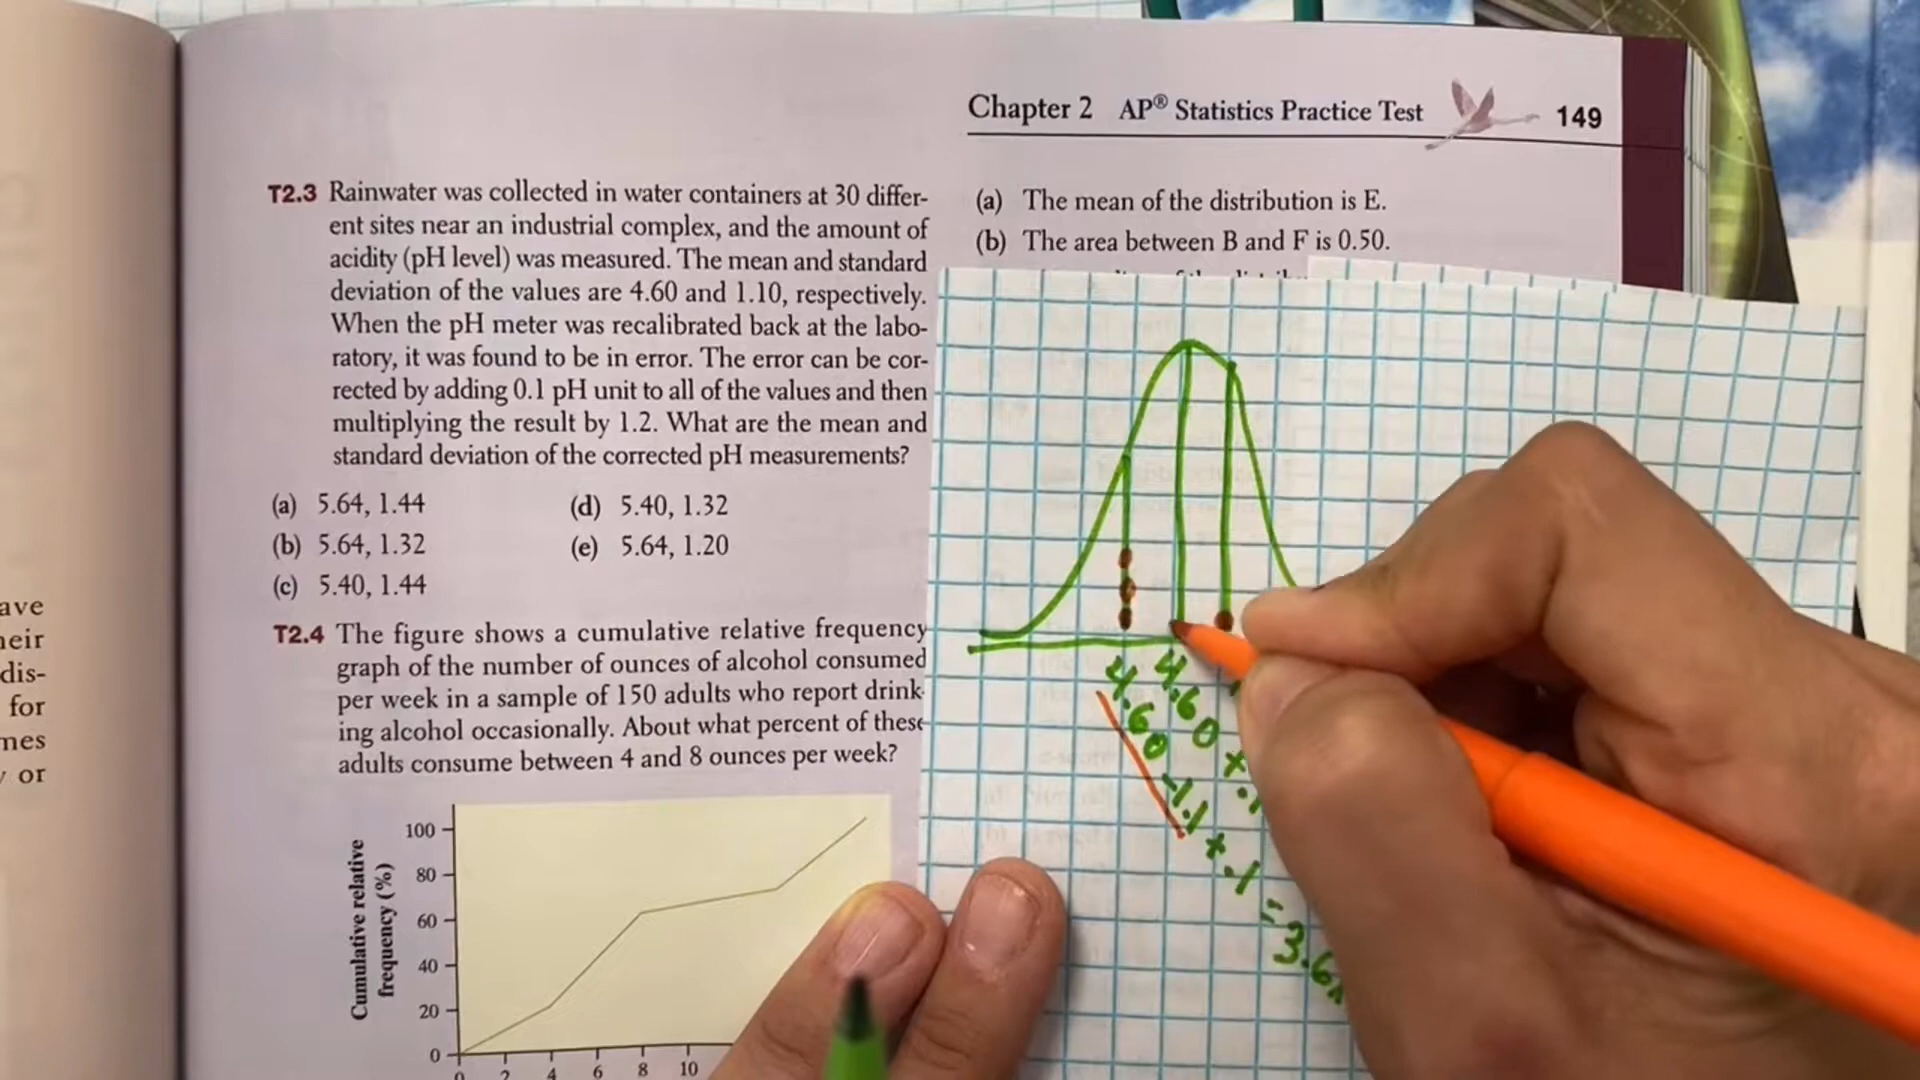 Chapter 2 AP® Statistics Practice Test 149
T2.3 Rainwater was collected in water containers at 30 differ-
ent sites near an industrial complex, and the amount of
acidity (pH level) was measured. The mean and standard
deviation of the values are 4.60 and 1.10, respectively.
When the pH meter was recalibrated back at the labo-
ratory, it was found to be in error. The error can be cor-
rected by adding 0.1 pH unit to all of the values and then
multiplying the result by 1.2. What are the mean and
standard deviation of the corrected pH measurements?
(a) 5.64, 1.44
(b) 5.64, 1.32
(c) 5.40, 1.44
(d) 5.40, 1.32
(e) 5.64, 1.20
T2.4 The figure shows a cumulative relative frequency
graph of the number of ounces of alcohol consumed
per week in a sample of 150 adults who report drink-
ing alcohol occasionally. About what percent of these
adults consume between 4 and 8 ounces per week?
Cumulative relative
frequency (%)
100
80
60
40
20
0
0 2 4 6 8 10
(a) The mean of the distribution is E.
(b) The area between B and F is 0.50.
4.60 + .1
4.60 - 1.1 + .1 = 3.6
ave
heir
dis-
for
mes
or